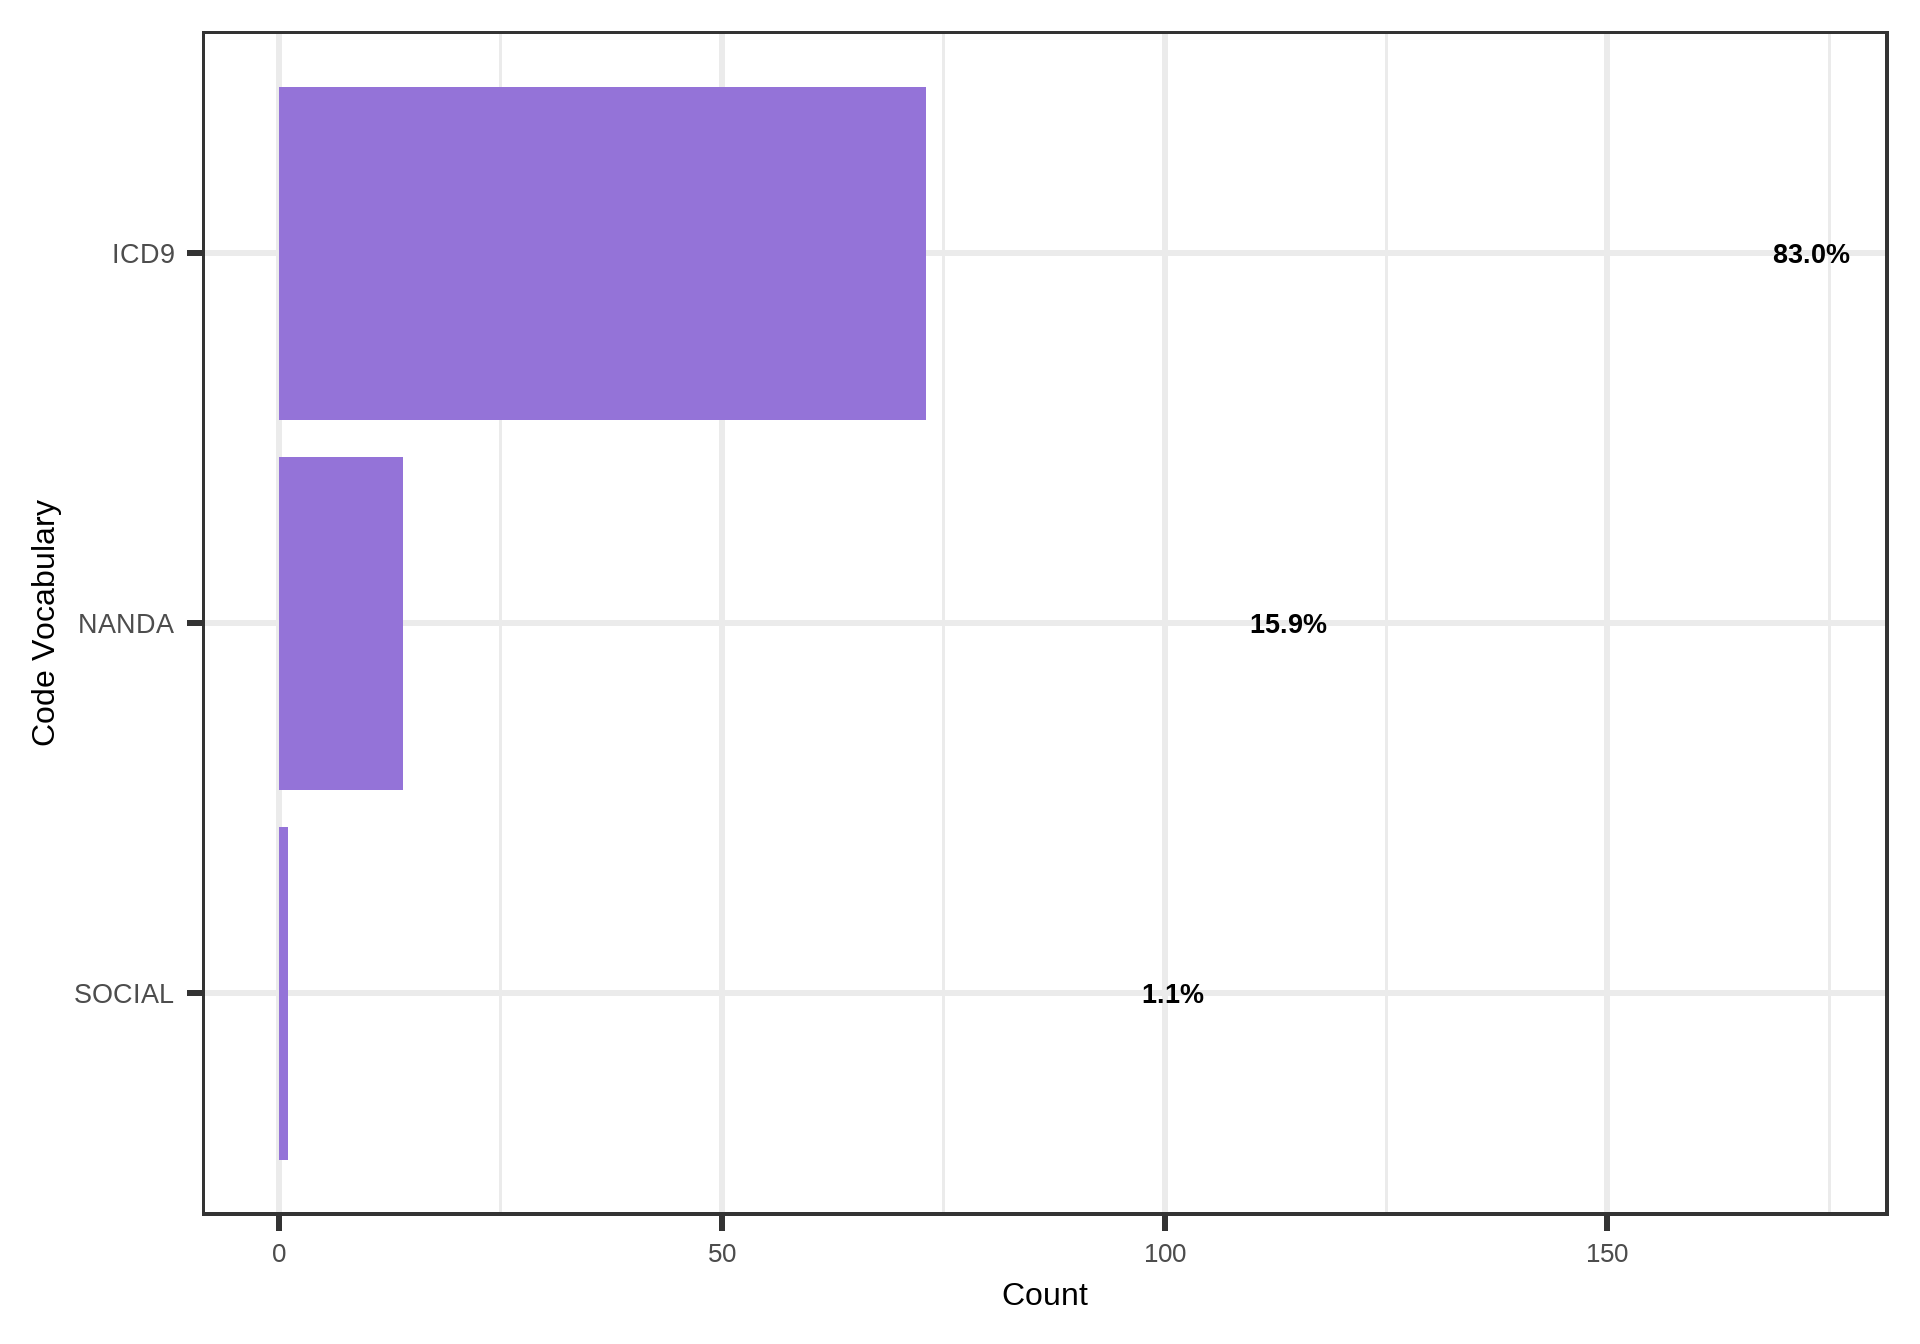 ICD9
83.0%
NANDA
15.9%
SOCIAL
1.1%
Code Vocabulary
0 50 100 150
Count